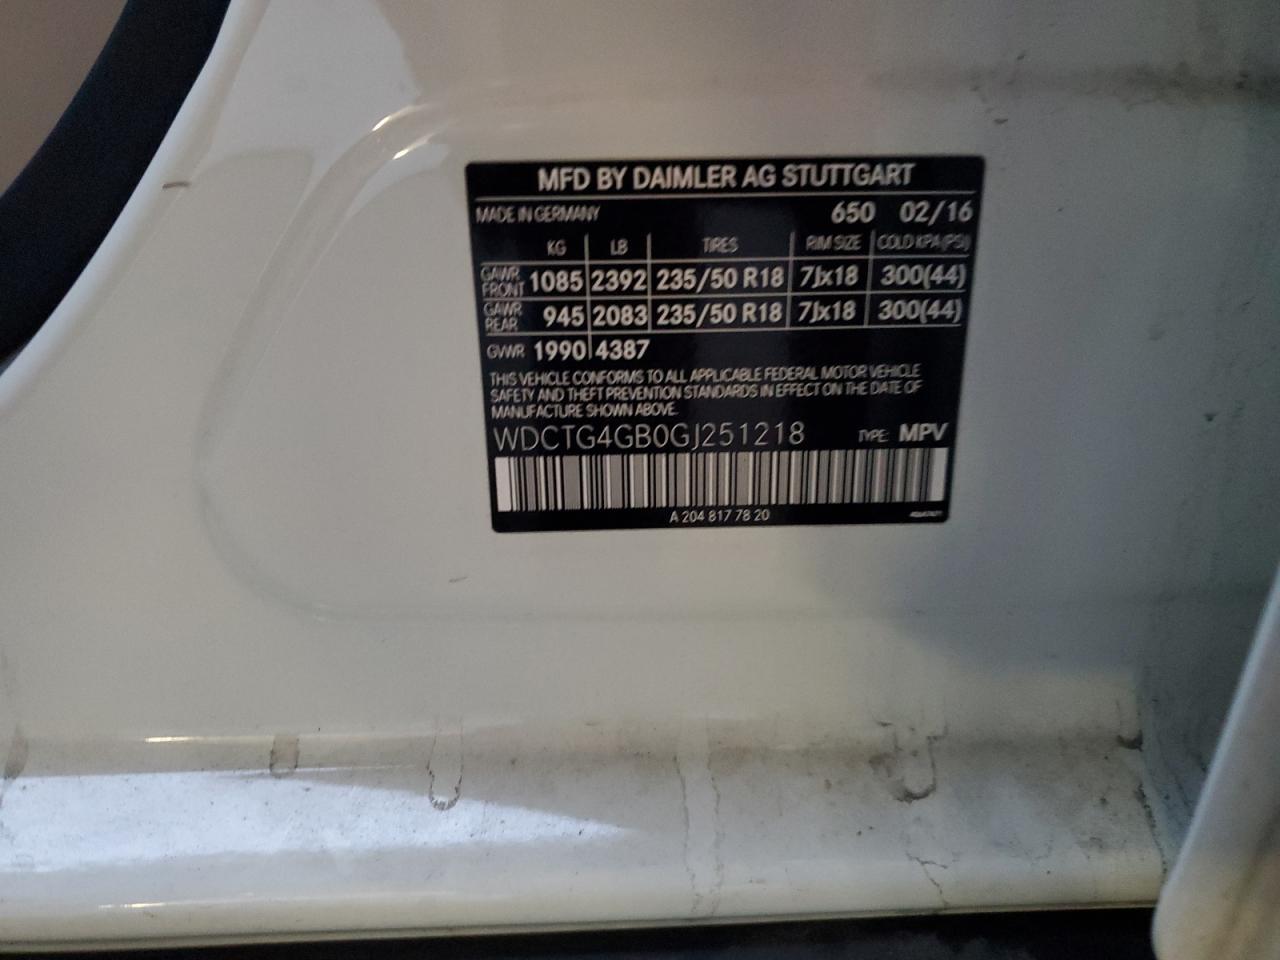 MFD BY DAIMLER AG STUTTGART
MADE IN GERMANY 650 02/16
KG LB TIRES RIM SIZE COLD KPA(PSI)
GAWR FRONT 1085 2392 235/50 R18 7Jx18 300(44)
GAWR REAR 945 2083 235/50 R18 7Jx18 300(44)
GVWR 1990 4387
THIS VEHICLE CONFORMS TO ALL APPLICABLE FEDERAL MOTOR VEHICLE
SAFETY AND THEFT PREVENTION STANDARDS IN EFFECT ON THE DATE OF
MANUFACTURE SHOWN ABOVE.
WDCTG4GB0GJ251218 TYPE: MPV
A 204 817 78 20